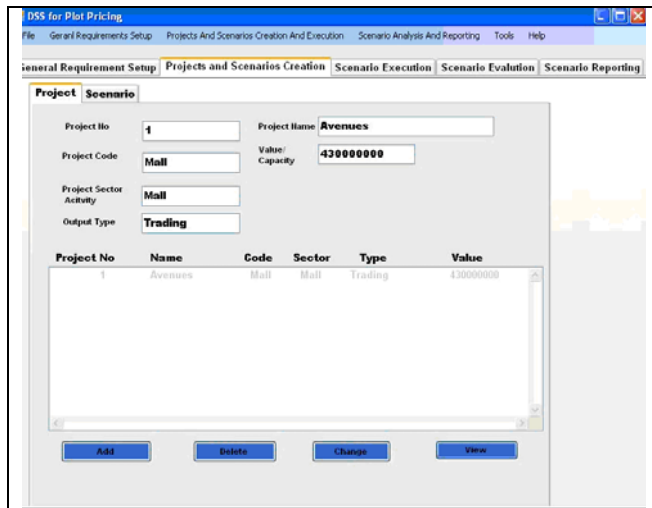 DSS for Plot Pricing
File Geranl Requirements Setup Projects And Scenarios Creation And Execution Scenario Analysis And Reporting Tools Help
General Requirement Setup Projects and Scenarios Creation Scenario Execution Scenario Evalution Scenario Reporting
Project Scenario
Project No 1 Project Name Avenues
Project Code Mall Value/ Capacity 430000000
Project Sector Acitvity Mall
Output Type Trading
Project No Name Code Sector Type Value
1 Avenues Mall Mall Trading 430000000
Add Delete Change View